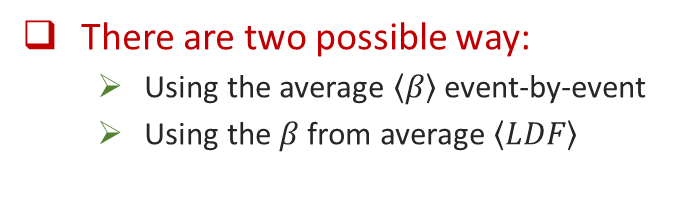 There are two possible way:
Using the average ⟨β⟩ event-by-event
Using the β from average ⟨LDF⟩